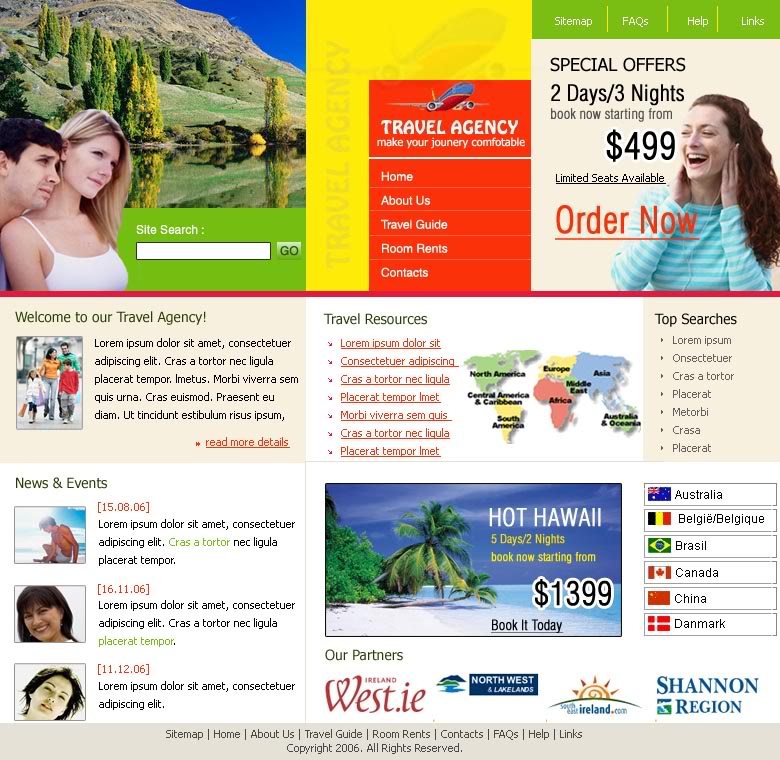 Sitemap
FAQs
Help
Links
TRAVEL AGENCY
TRAVEL AGENCY
make your jounery comfotable
Home
About Us
Travel Guide
Room Rents
Contacts
Site Search :
GO
SPECIAL OFFERS
2 Days/3 Nights
book now starting from
$499
Limited Seats Available
Order Now
Welcome to our Travel Agency!
Lorem ipsum dolor sit amet, consectetuer
adipiscing elit. Cras a tortor nec ligula
placerat tempor. lmetus. Morbi viverra sem
quis urna. Cras euismod. Praesent eu
diam. Ut tincidunt estibulum risus ipsum,
read more details
Travel Resources
Lorem ipsum dolor sit
Consectetuer adipiscing
Cras a tortor nec ligula
Placerat tempor lmet
Morbi viverra sem quis
Cras a tortor nec ligula
Placerat tempor lmet
North America
Central America
& Caribbean
South
America
Europe
Middle
East
Africa
Asia
Australia
& Oceania
Top Searches
Lorem ipsum
Onsectetuer
Cras a tortor
Placerat
Metorbi
Crasa
Placerat
News & Events
[15.08.06]
Lorem ipsum dolor sit amet, consectetuer
adipiscing elit. Cras a tortor nec ligula
placerat tempor.
[16.11.06]
Lorem ipsum dolor sit amet, consectetuer
adipiscing elit. Cras a tortor nec ligula
placerat tempor.
[11.12.06]
Lorem ipsum dolor sit amet, consectetuer
adipiscing elit.
HOT HAWAII
5 Days/2 Nights
book now starting from
$1399
Book It Today
Australia
België/Belgique
Brasil
Canada
China
Danmark
Our Partners
IRELAND
West.ie
NORTH WEST
& LAKELANDS
south
east ireland.com
SHANNON
REGION
Sitemap | Home | About Us | Travel Guide | Room Rents | Contacts | FAQs | Help | Links
Copyright 2006. All Rights Reserved.